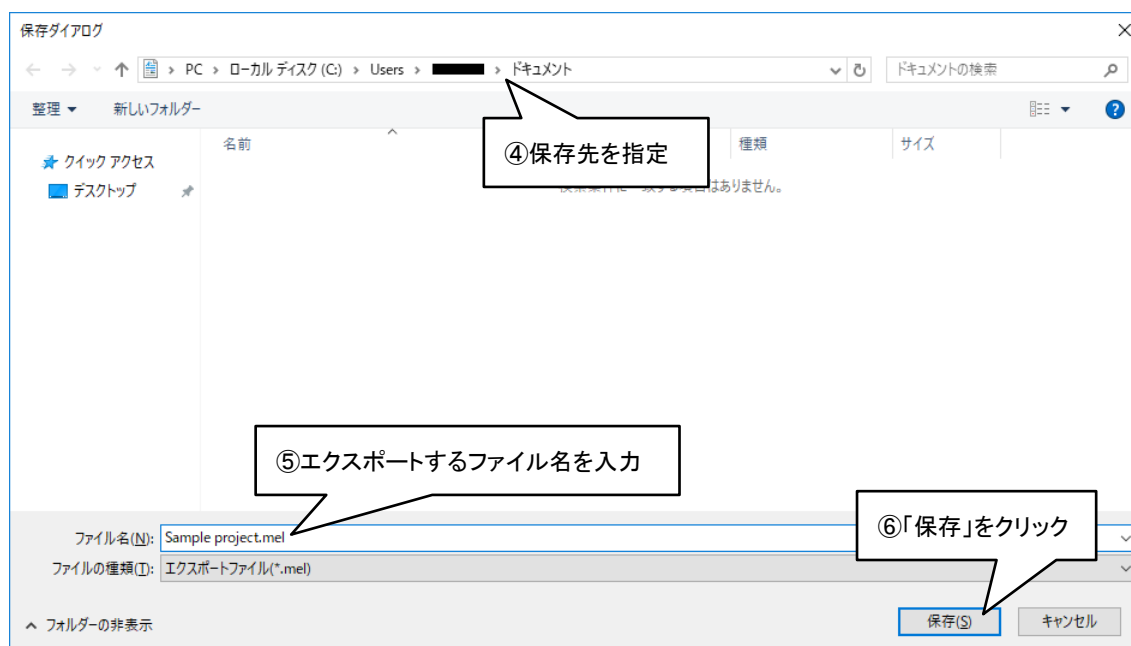 保存ダイアログ
PC › ローカル ディスク (C:) › Users › › ドキュメント
ドキュメントの検索
整理 新しいフォルダー
名前 種類 サイズ
④保存先を指定
クイック アクセス
デスクトップ
はありません。
⑤エクスポートするファイル名を入力
⑥「保存」をクリック
ファイル名(N): Sample project.mel
ファイルの種類(T): エクスポートファイル(*.mel)
フォルダーの非表示
保存(S) キャンセル